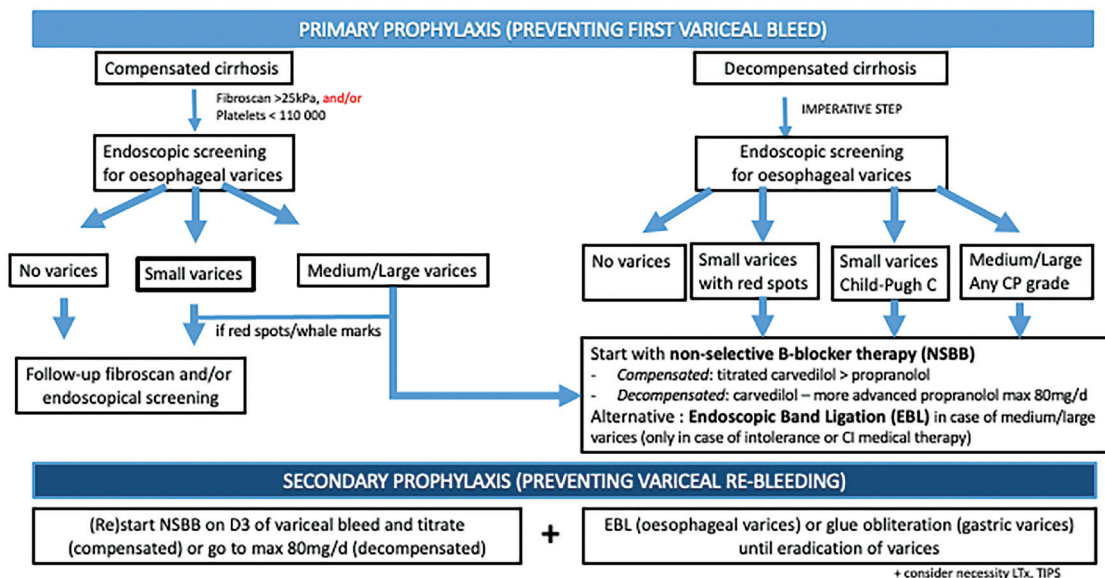 PRIMARY PROPHYLAXIS (PREVENTING FIRST VARICEAL BLEED)
Compensated cirrhosis
Fibroscan >25kPa, and/or
Platelets < 110 000
Endoscopic screening
for oesophageal varices
No varices
Small varices
Medium/Large varices
if red spots/whale marks
Follow-up fibroscan and/or
endoscopical screening
Decompensated cirrhosis
IMPERATIVE STEP
Endoscopic screening
for oesophageal varices
No varices
Small varices
with red spots
Small varices
Child-Pugh C
Medium/Large
Any CP grade
Start with non-selective B-blocker therapy (NSBB)
- Compensated: titrated carvedilol > propranolol
- Decompensated: carvedilol – more advanced propranolol max 80mg/d
Alternative : Endoscopic Band Ligation (EBL) in case of medium/large
varices (only in case of intolerance or CI medical therapy)
SECONDARY PROPHYLAXIS (PREVENTING VARICEAL RE-BLEEDING)
(Re)start NSBB on D3 of variceal bleed and titrate
(compensated) or go to max 80mg/d (decompensated)
+
EBL (oesophageal varices) or glue obliteration (gastric varices)
until eradication of varices
+ consider necessity LTx, TIPS